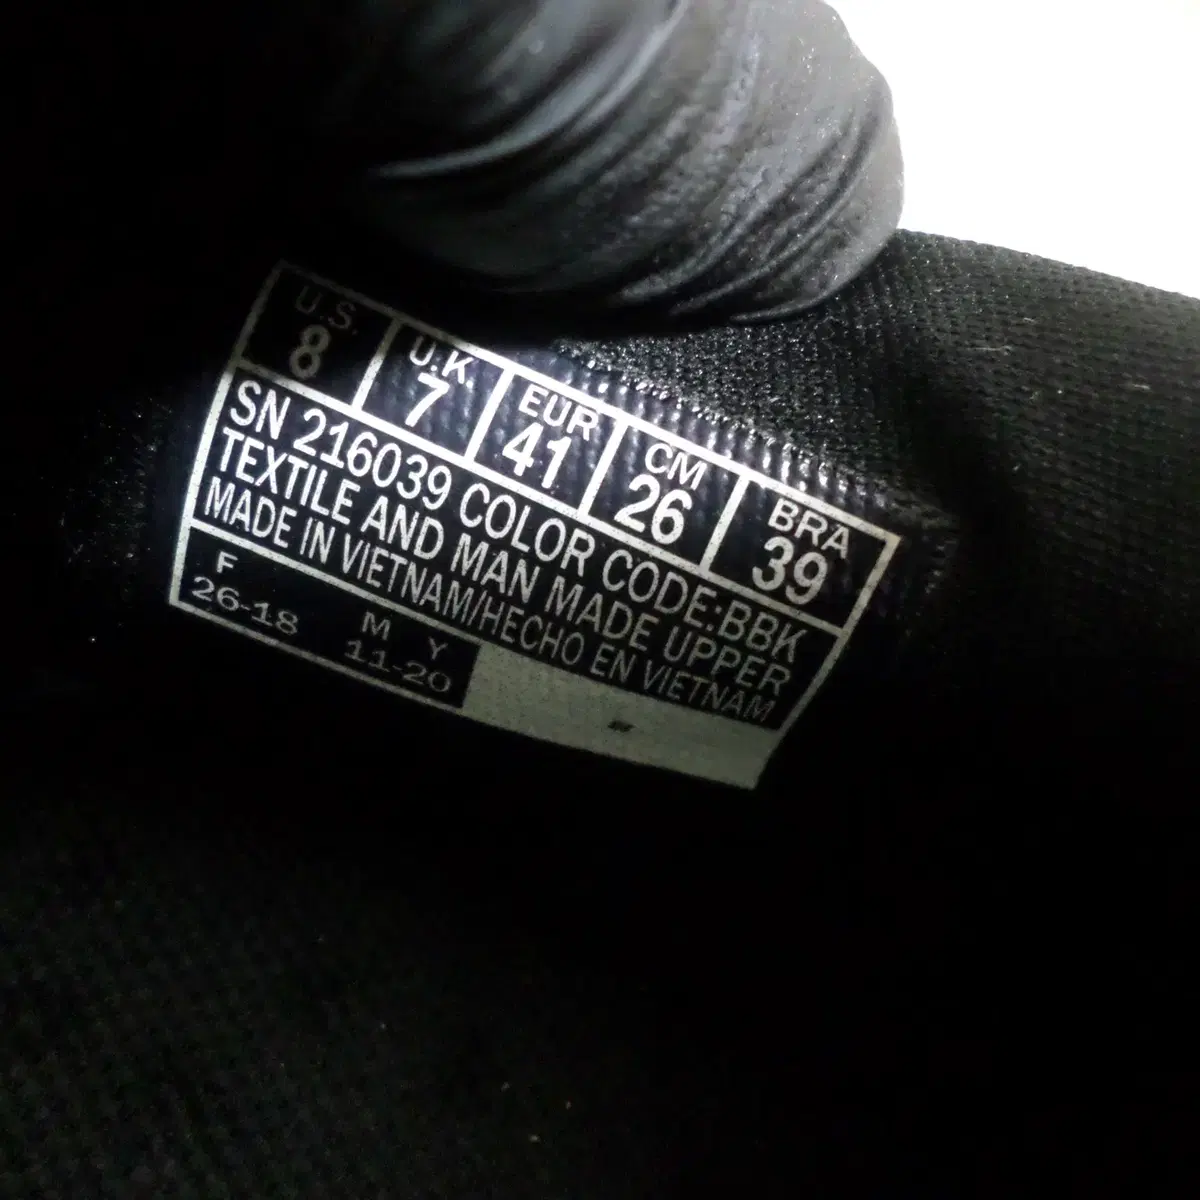 U.S. U.K EUR CM BRA
8 7 41 26 39
SN 216039 COLOR CODE:BBK
TEXTILE AND MAN MADE UPPER
MADE IN VIETNAM/HECHO EN VIETNAM
F M Y
26-18 11-20